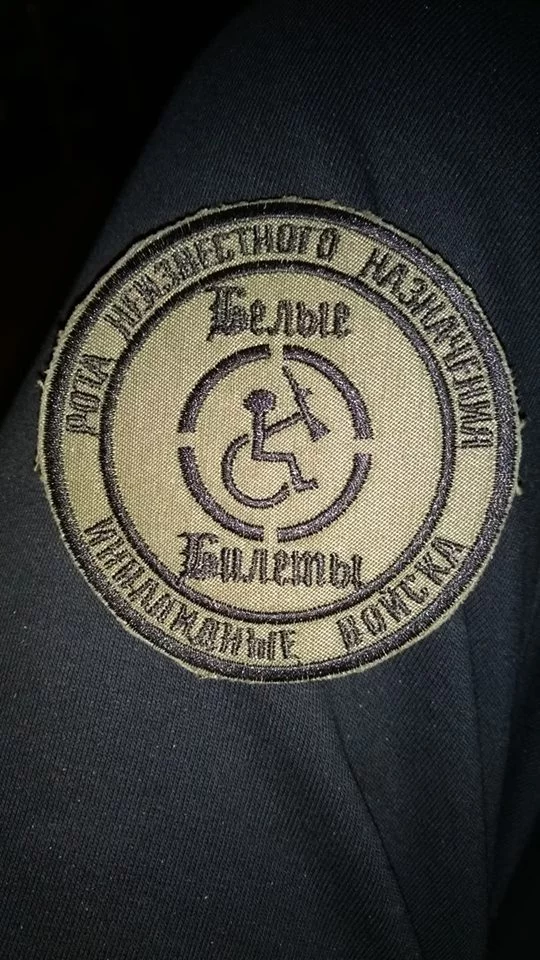 РОТА НЕИЗВЕСТНОГО НАЗНАЧЕНИЯ
Белые
Билеты
ИНВАЛИДНЫЕ ВОЙСКА